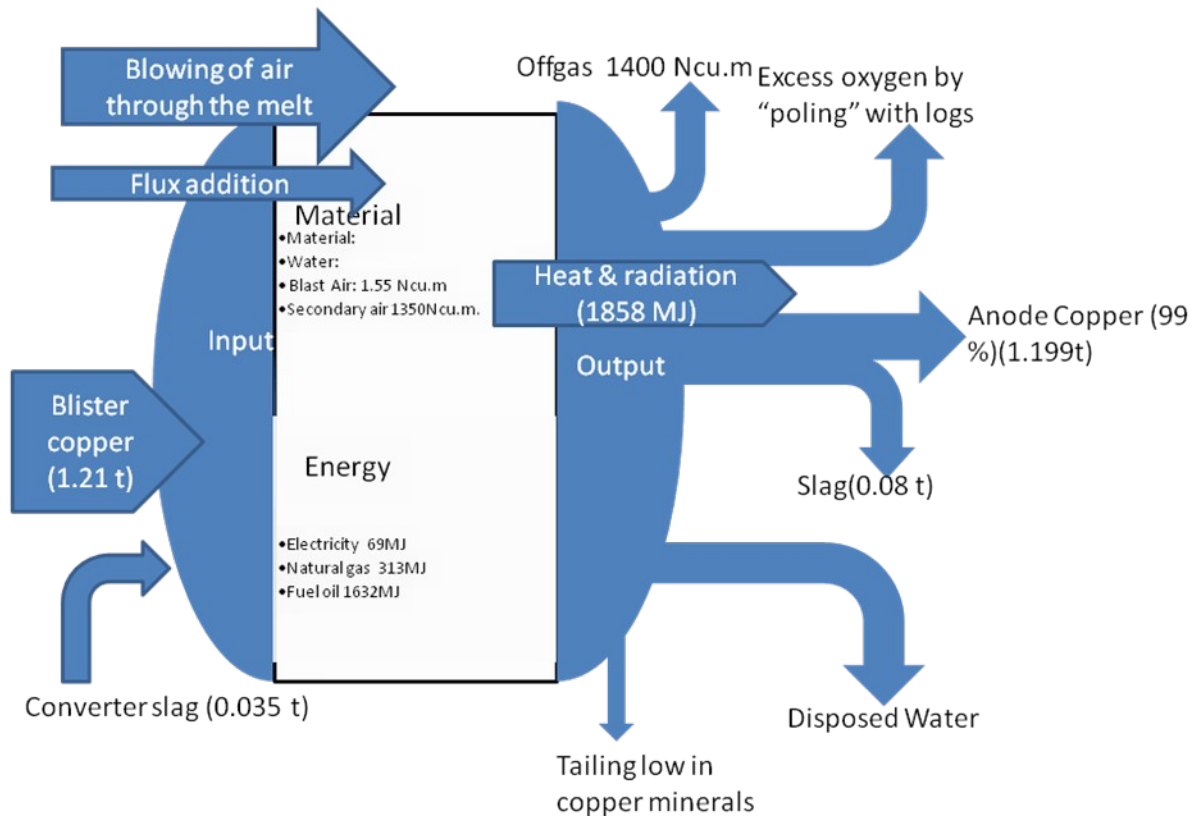 Blowing of air
through the melt
Flux addition
Offgas 1400 Ncu.m
Excess oxygen by
“poling” with logs
Material
•Material:
•Water:
•Blast Air: 1.55 Ncu.m
•Secondary air 1350Ncu.m.
Heat & radiation
(1858 MJ)
Input
Output
Anode Copper (99
%)(1.199t)
Blister
copper
(1.21 t)
Energy
Slag(0.08 t)
•Electricity 69MJ
•Natural gas 313MJ
•Fuel oil 1632MJ
Converter slag (0.035 t)
Disposed Water
Tailing low in
copper minerals